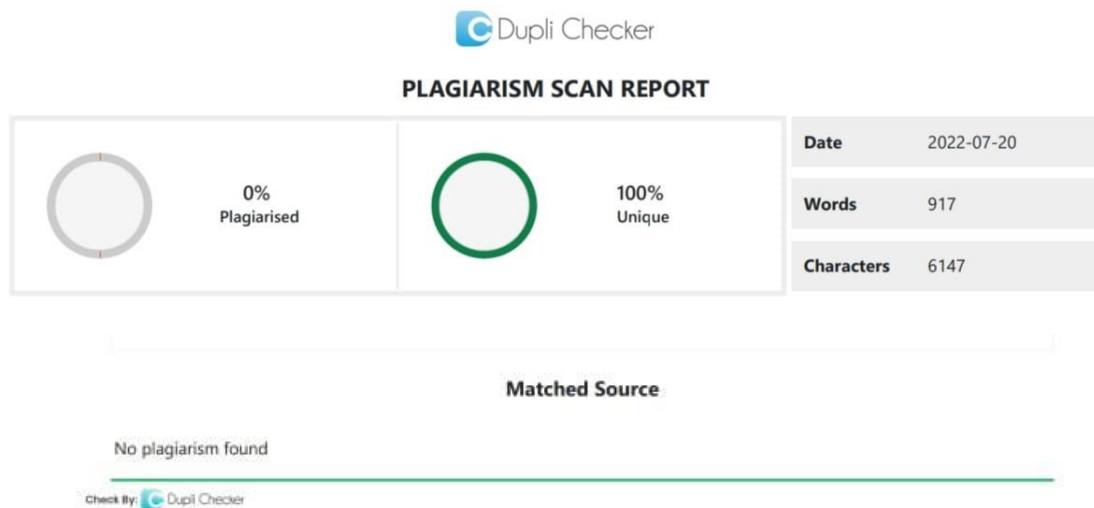 Dupli Checker
PLAGIARISM SCAN REPORT
0%
Plagiarised
100%
Unique
Date 2022-07-20
Words 917
Characters 6147
Matched Source
No plagiarism found
Check By: Dupli Checker